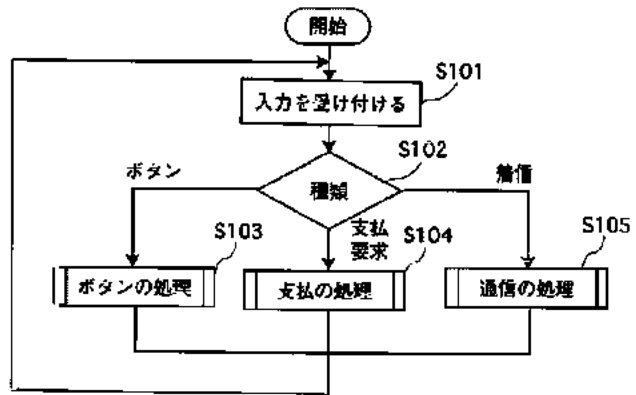 開始
S101
入力を受け付ける
S102
ボタン
種類
着信
支払
要求
S103
S104
S105
ボタンの処理
支払の処理
通信の処理